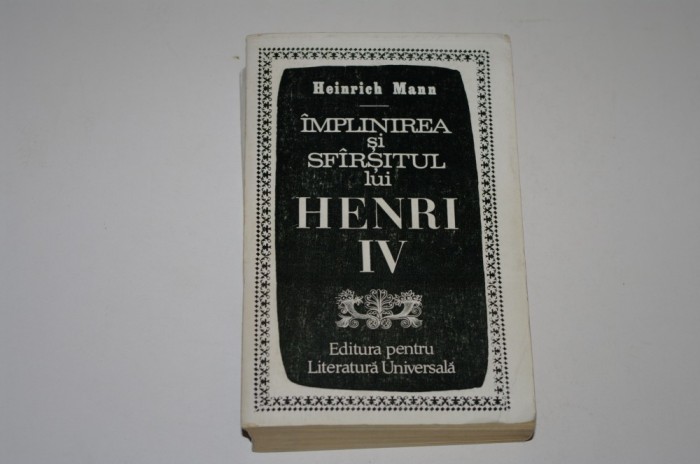 Heinrich Mann
ÎMPLINIREA
și
SFÎRȘITUL
lui
HENRI
IV
Editura pentru
Literatură Universală